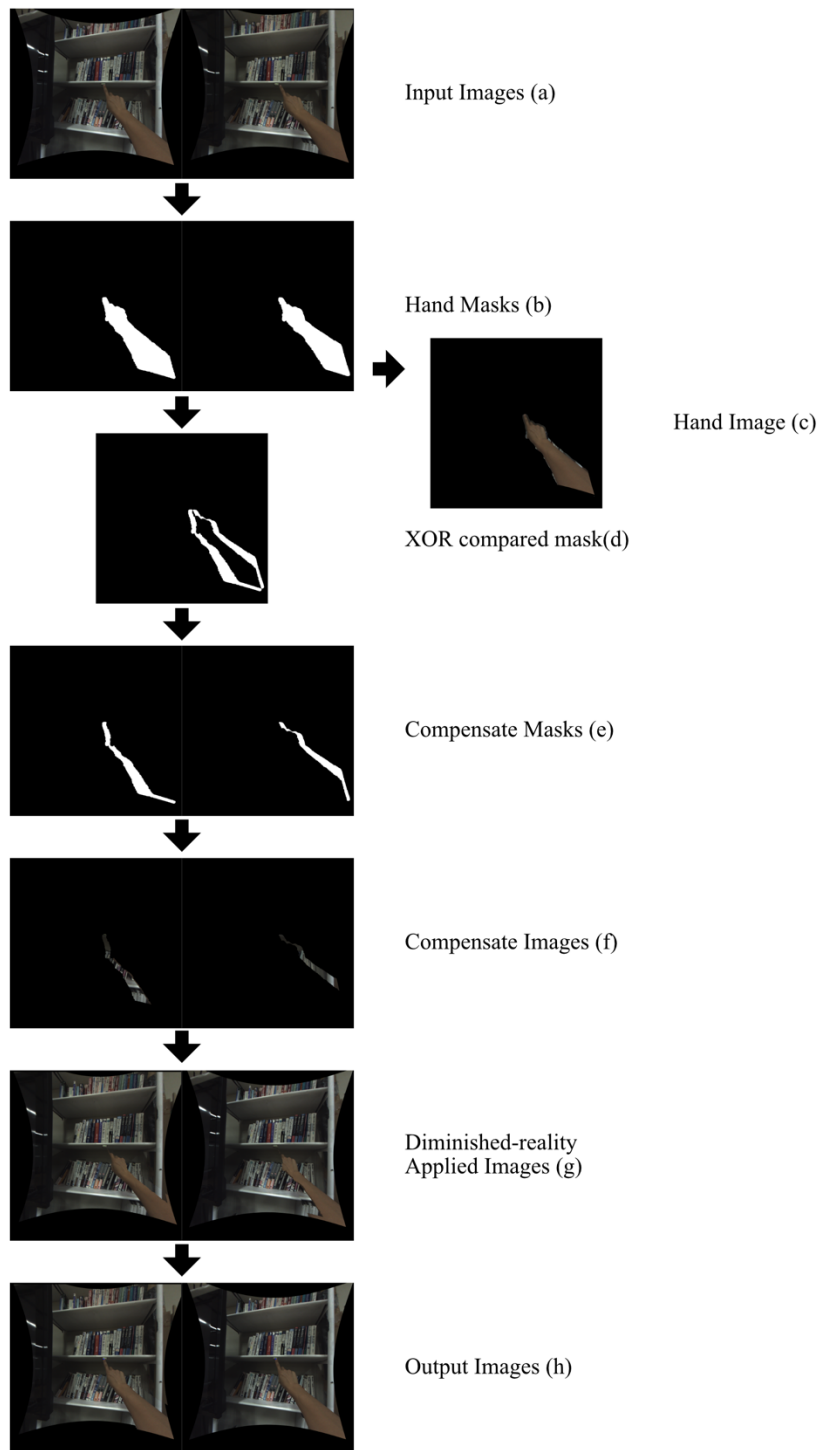 Input Images (a)
Hand Masks (b)
Hand Image (c)
XOR compared mask(d)
Compensate Masks (e)
Compensate Images (f)
Diminished-reality
Applied Images (g)
Output Images (h)